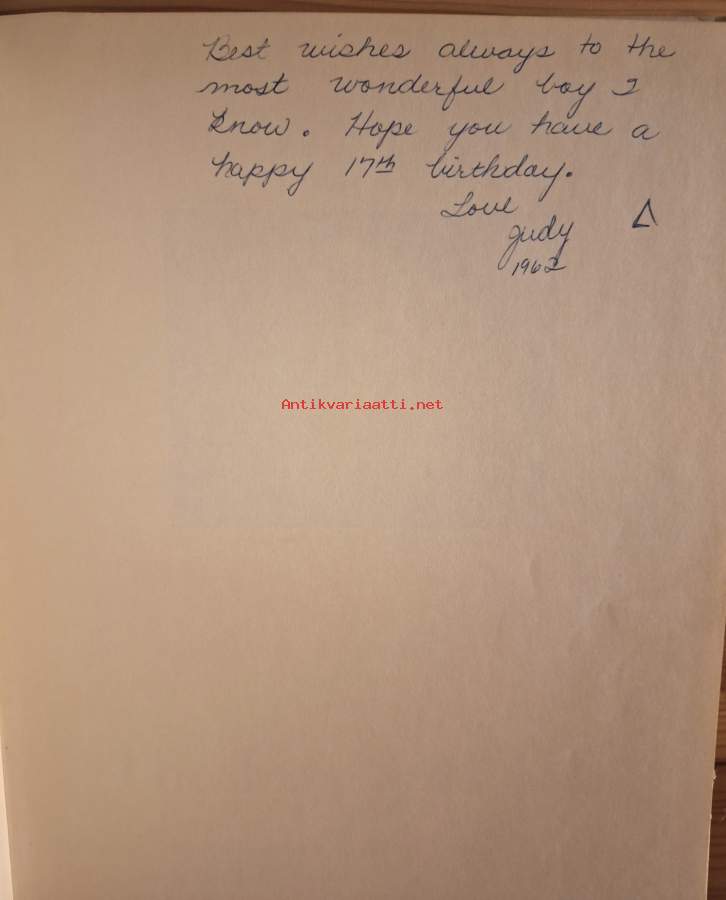 Best wishes always to the
most wonderful boy I
know. Hope you have a
happy 17th birthday.
Love
Judy
1962
Antikvariaatti.net